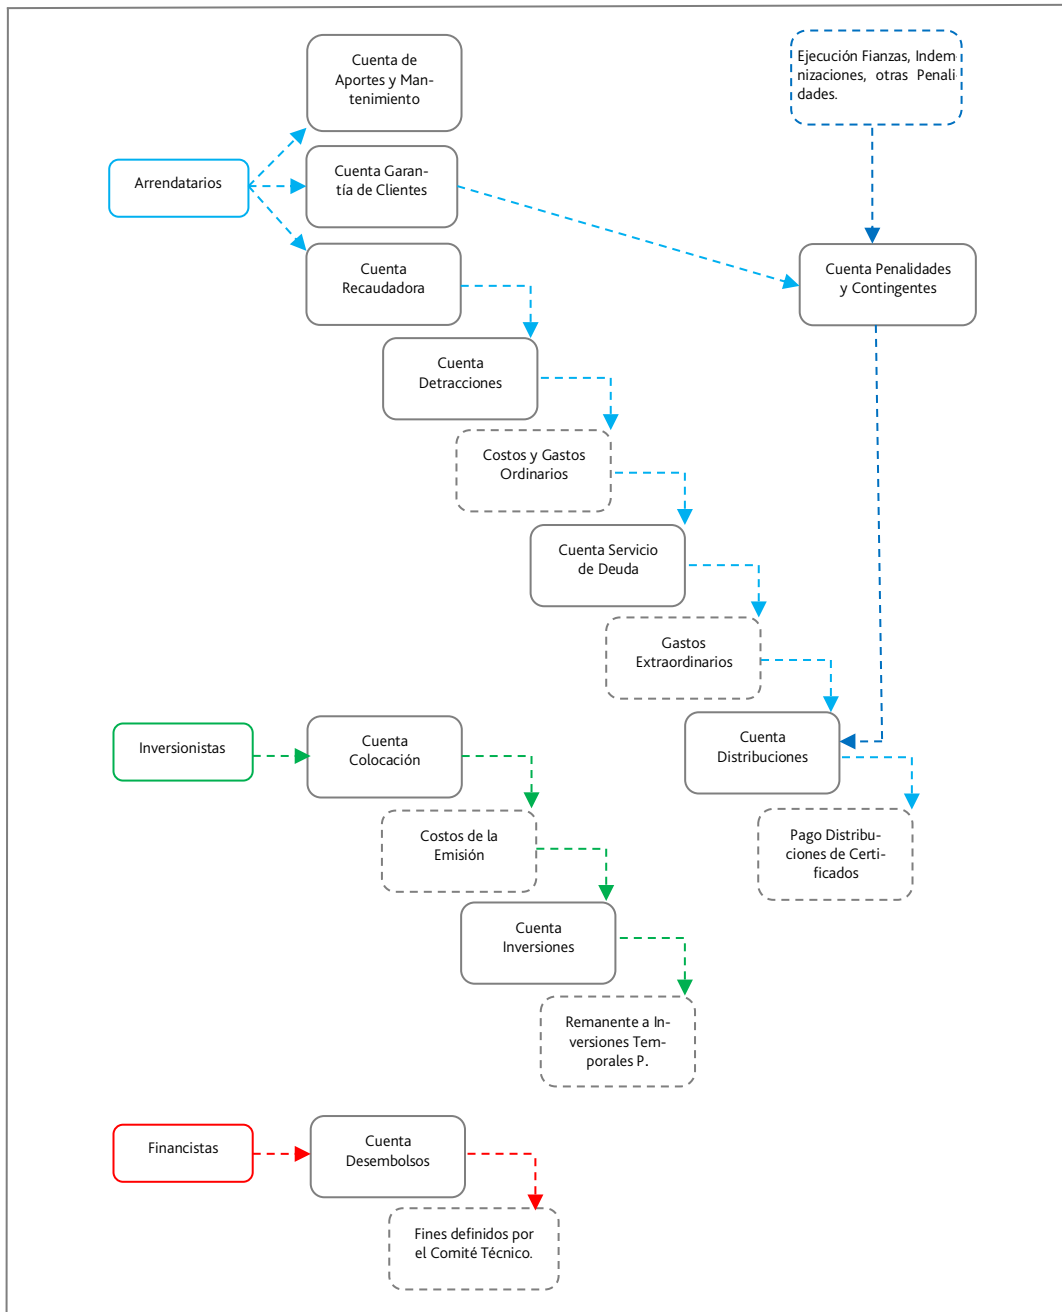 Cuenta de
Aportes y Man-
tenimiento
Ejecución Fianzas, Indem-
nizaciones, otras Penali-
dades.
Arrendatarios
Cuenta Garan-
tía de Clientes
Cuenta
Recaudadora
Cuenta Penalidades
y Contingentes
Cuenta
Detracciones
Costos y Gastos
Ordinarios
Cuenta Servicio
de Deuda
Gastos
Extraordinarios
Cuenta
Distribuciones
Inversionistas
Cuenta
Colocación
Costos de la
Emisión
Pago Distribu-
ciones de Certi-
ficados
Cuenta
Inversiones
Remanente a In-
versiones Tem-
porales P.
Financistas
Cuenta
Desembolsos
Fines definidos por
el Comité Técnico.